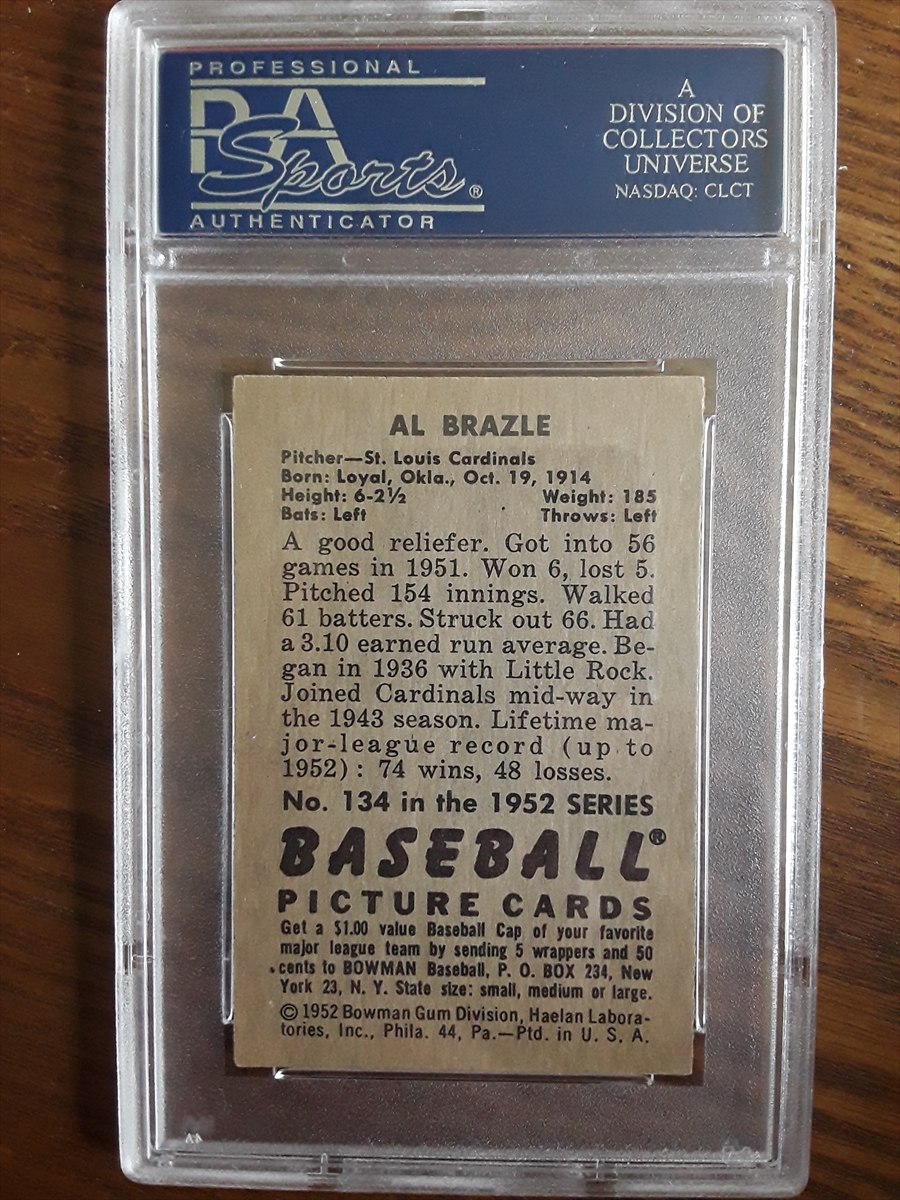 PROFESSIONAL
PSA
Sports®
AUTHENTICATOR
A
DIVISION OF
COLLECTORS
UNIVERSE
NASDAQ: CLCT
AL BRAZLE
Pitcher—St. Louis Cardinals
Born: Loyal, Okla., Oct. 19, 1914
Height: 6-2½ Weight: 185
Bats: Left Throws: Left
A good reliefer. Got into 56
games in 1951. Won 6, lost 5.
Pitched 154 innings. Walked
61 batters. Struck out 66. Had
a 3.10 earned run average. Be-
gan in 1936 with Little Rock.
Joined Cardinals mid-way in
the 1943 season. Lifetime ma-
jor-league record (up to
1952): 74 wins, 48 losses.
No. 134 in the 1952 SERIES
BASEBALL®
PICTURE CARDS
Get a $1.00 value Baseball Cap of your favorite
major league team by sending 5 wrappers and 50
cents to BOWMAN Baseball, P. O. BOX 234, New
York 23, N. Y. State size: small, medium or large.
© 1952 Bowman Gum Division, Haelan Labora-
tories, Inc., Phila. 44, Pa.—Ptd. in U. S. A.